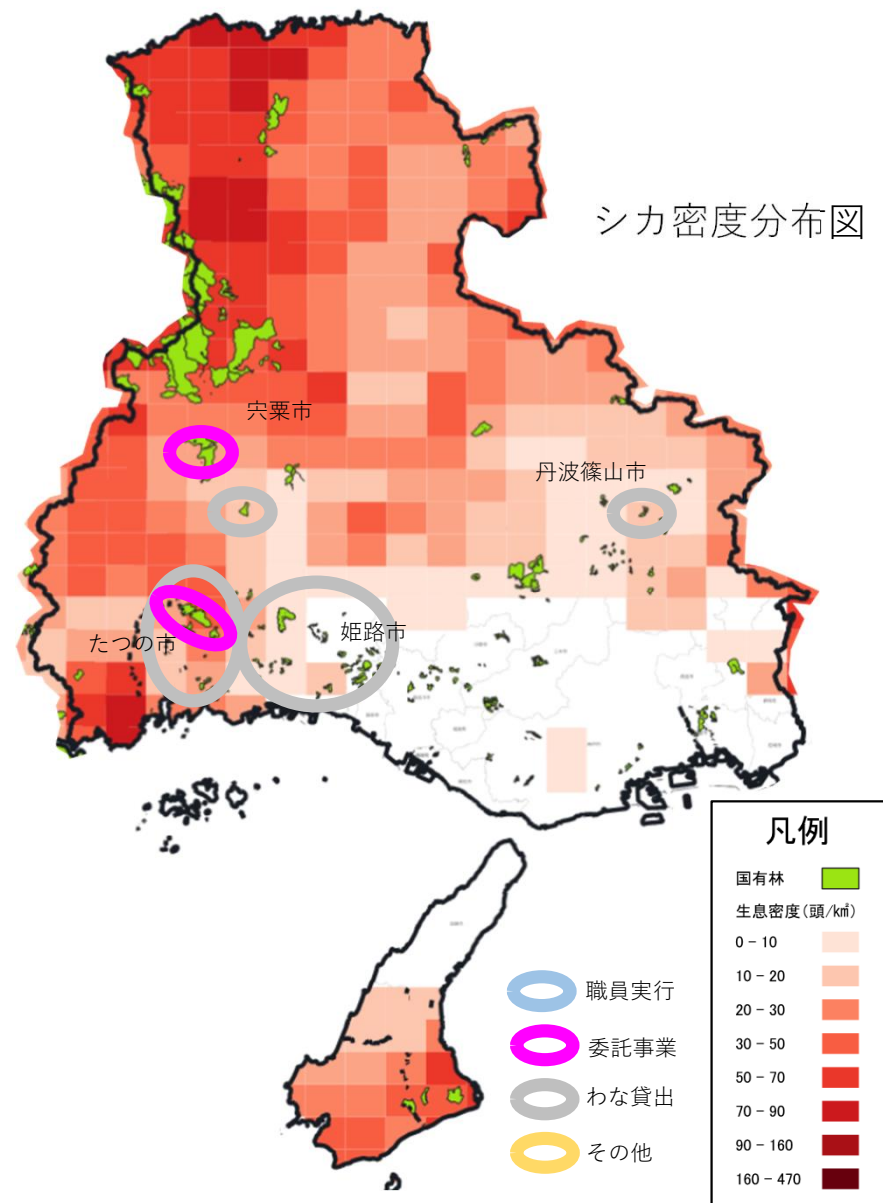 シカ密度分布図
宍粟市
丹波篠山市
たつの市
姫路市
凡例
国有林
生息密度(頭/k㎡)
0 - 10
10 - 20
20 - 30
30 - 50
50 - 70
70 - 90
90 - 160
160 - 470
職員実行
委託事業
わな貸出
その他